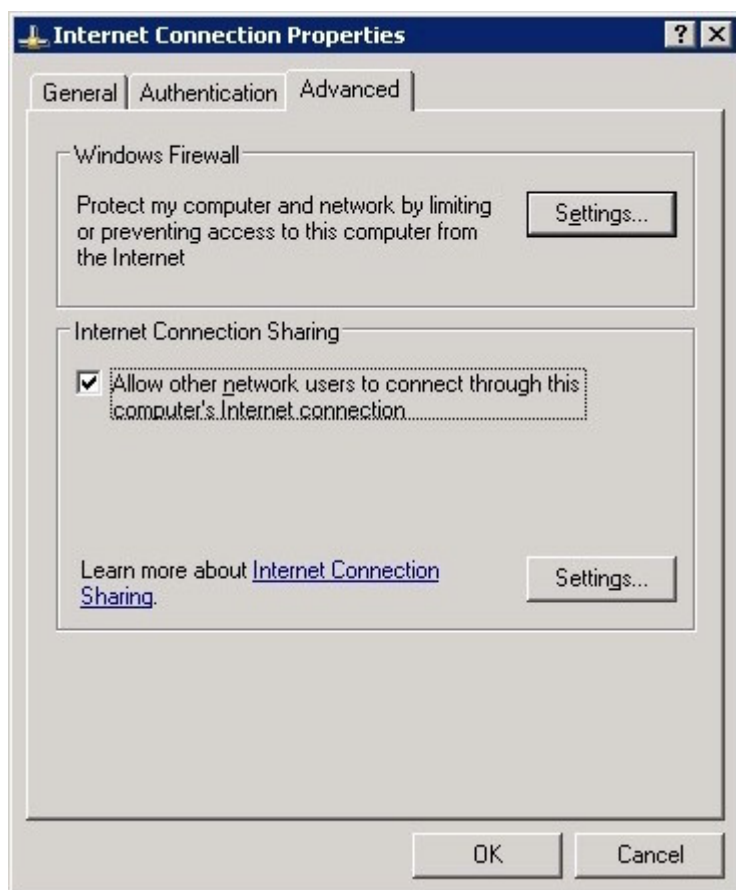 Internet Connection Properties
General
Authentication
Advanced
Windows Firewall
Protect my computer and network by limiting
or preventing access to this computer from
the Internet
Settings...
Internet Connection Sharing
Allow other network users to connect through this
computer's Internet connection
Learn more about Internet Connection
Sharing.
Settings...
OK
Cancel